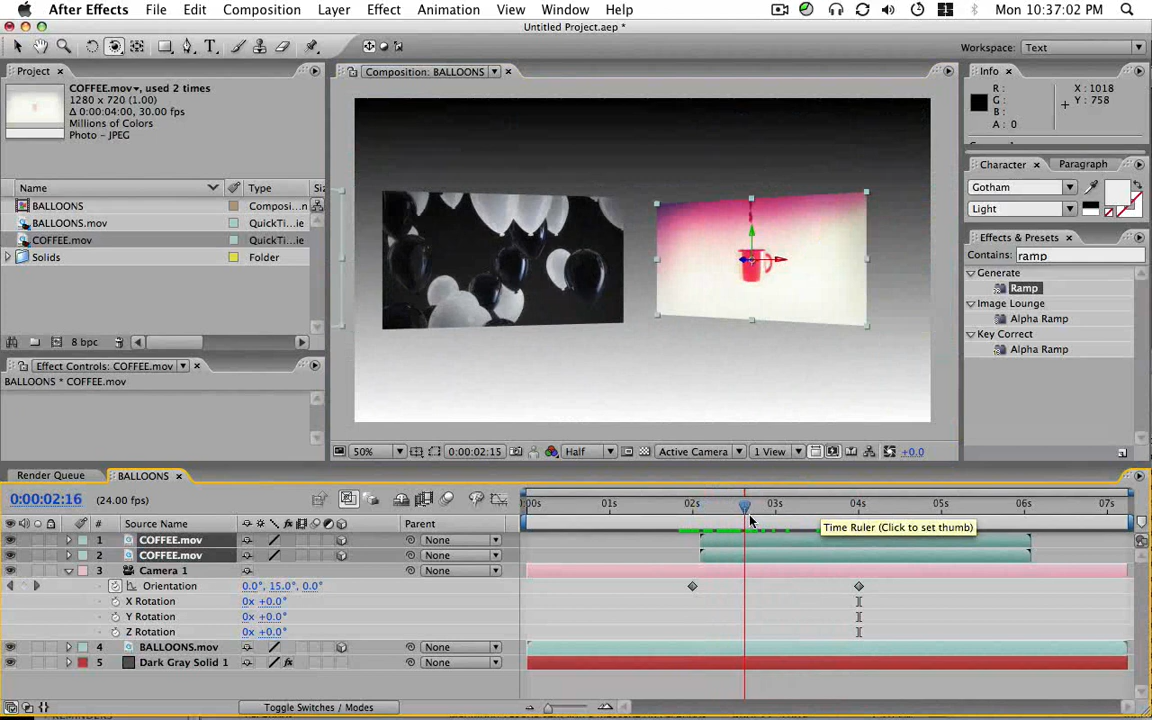 After Effects File Edit Composition Layer Effect Animation View Window Help Mon 10:37:02 PM
Untitled Project.aep *
Workspace: Text
Project
COFFEE.mov, used 2 times
1280 x 720 (1.00)
Δ 0:00:04:00, 30.00 fps
Millions of Colors
Photo – JPEG
Name Type Si
BALLOONS Composi...n
BALLOONS.mov QuickTi...ie
COFFEE.mov QuickTi...ie
Solids Folder
8 bpc
Effect Controls: COFFEE.mov
BALLOONS * COFFEE.mov
Composition: BALLOONS
50% 0:00:02:15 Half Active Camera 1 View +0.0
Info
R :
G :
B :
A : 0
X : 1018
Y : 758
Character Paragraph
Gotham
Light
Effects & Presets
Contains: ramp
Generate
Ramp
Image Lounge
Alpha Ramp
Key Correct
Alpha Ramp
Render Queue BALLOONS
0:00:02:16 (24.00 fps)
:00s 01s 02s 03s 04s 05s 06s 07s
Time Ruler (Click to set thumb)
# Source Name Parent
1 COFFEE.mov None
2 COFFEE.mov None
3 Camera 1 None
Orientation 0.0°, 15.0°, 0.0°
X Rotation 0x +0.0°
Y Rotation 0x +0.0°
Z Rotation 0x +0.0°
4 BALLOONS.mov None
5 Dark Gray Solid 1 None
Toggle Switches / Modes